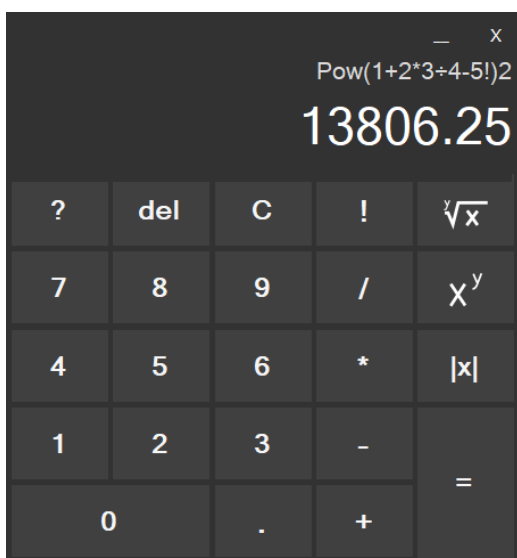 _ X
Pow(1+2*3÷4-5!)2
13806.25
? del C ! y√x
7 8 9 / xy
4 5 6 * |x|
1 2 3 -
=
0 . +